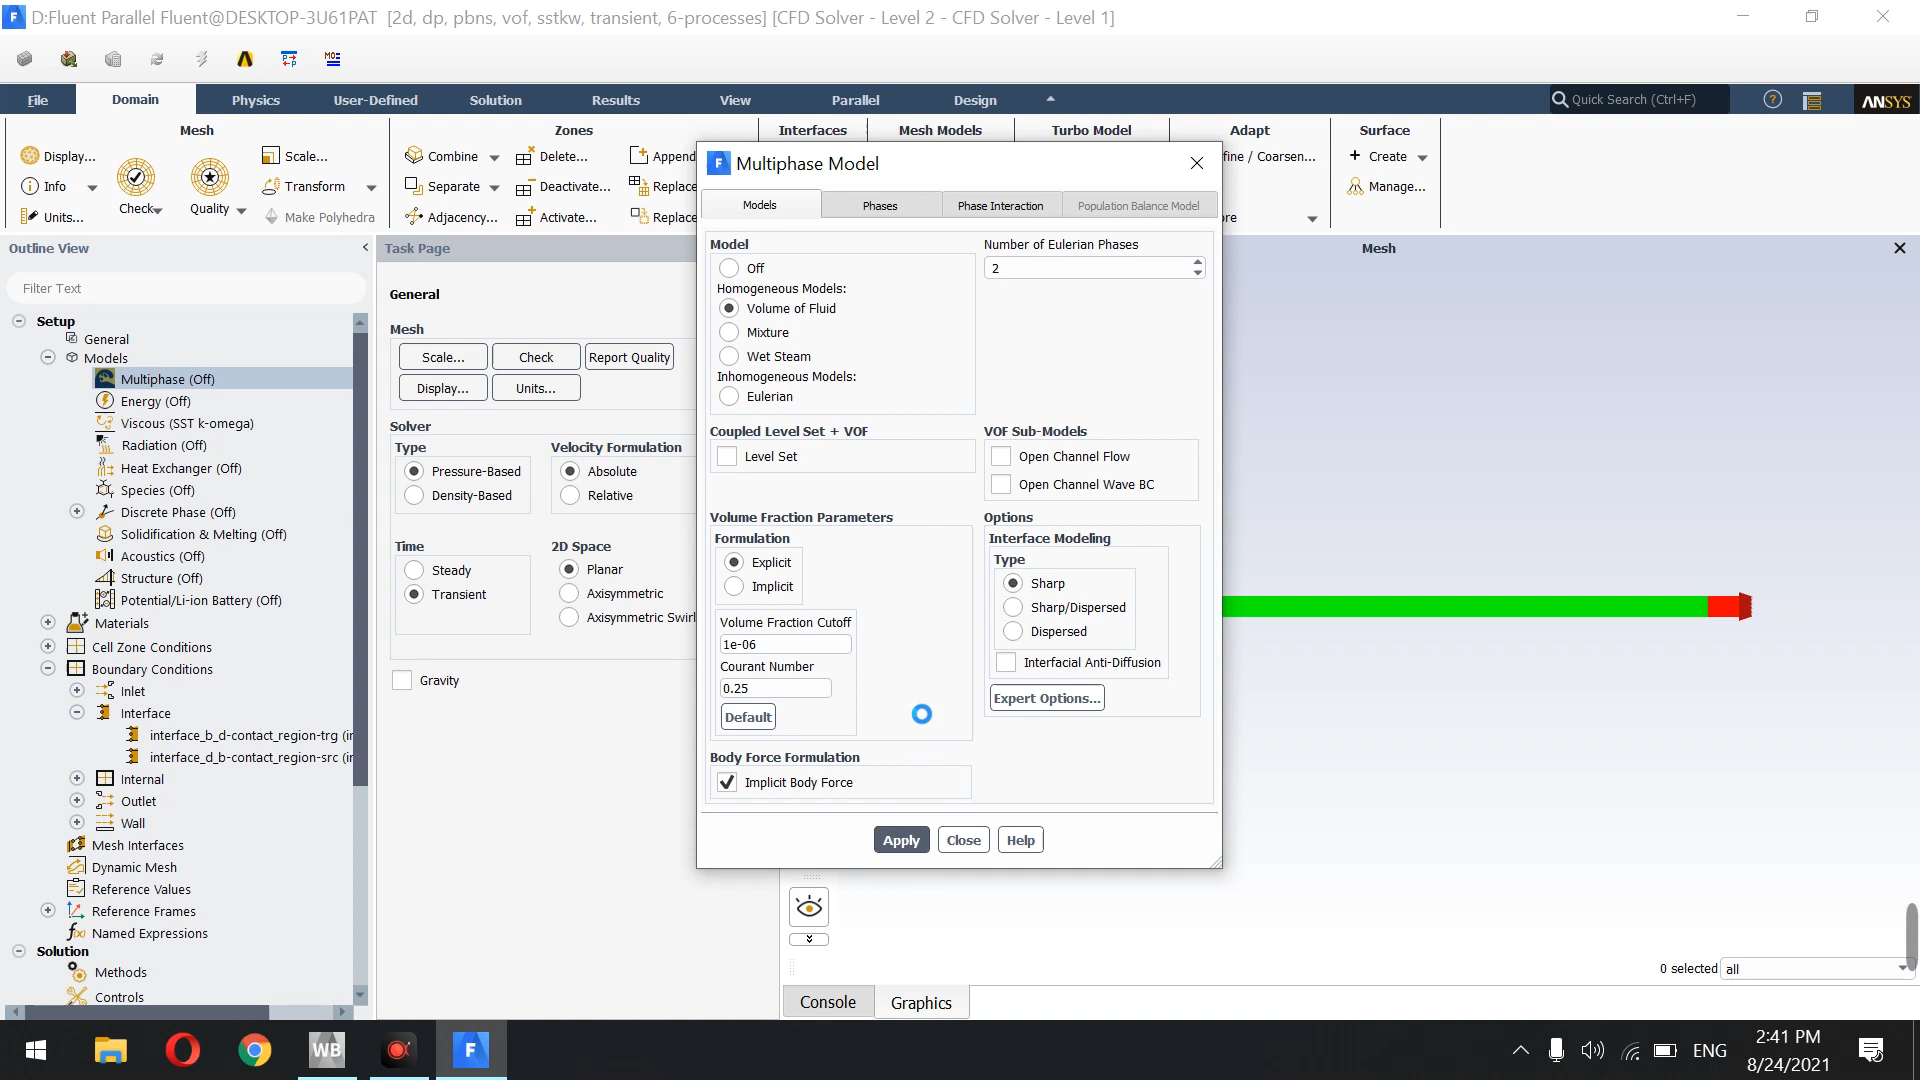 D:Fluent Parallel Fluent@DESKTOP-3U61PAT [2d, dp, pbns, vof, sstkw, transient, 6-processes] [CFD Solver - Level 2 - CFD Solver - Level 1]
File Domain Physics User-Defined Solution Results View Parallel Design Quick Search (Ctrl+F) ANSYS
Mesh Zones Interfaces Mesh Models Turbo Model Adapt Surface
Display... Scale... Combine Delete... Append fine / Coarsen... Create
Info Transform Separate Deactivate... Replace Manage...
Units... Check Quality Make Polyhedra Adjacency... Activate... Replace re
Outline View
Filter Text
Setup
General
Models
Multiphase (Off)
Energy (Off)
Viscous (SST k-omega)
Radiation (Off)
Heat Exchanger (Off)
Species (Off)
Discrete Phase (Off)
Solidification & Melting (Off)
Acoustics (Off)
Structure (Off)
Potential/Li-ion Battery (Off)
Materials
Cell Zone Conditions
Boundary Conditions
Inlet
Interface
interface_b_d-contact_region-trg (in
interface_d_b-contact_region-src (in
Internal
Outlet
Wall
Mesh Interfaces
Dynamic Mesh
Reference Values
Reference Frames
Named Expressions
Solution
Methods
Controls
Task Page
General
Mesh
Scale... Check Report Quality
Display... Units...
Solver
Type Velocity Formulation
Pressure-Based Absolute
Density-Based Relative
Time 2D Space
Steady Planar
Transient Axisymmetric
Axisymmetric Swirl
Gravity
Multiphase Model
Models Phases Phase Interaction Population Balance Model
Model Number of Eulerian Phases
Off 2
Homogeneous Models:
Volume of Fluid
Mixture
Wet Steam
Inhomogeneous Models:
Eulerian
Coupled Level Set + VOF VOF Sub-Models
Level Set Open Channel Flow
Open Channel Wave BC
Volume Fraction Parameters Options
Formulation Interface Modeling
Explicit Type
Implicit Sharp
Sharp/Dispersed
Volume Fraction Cutoff Dispersed
1e-06
Courant Number Interfacial Anti-Diffusion
0.25 Expert Options...
Default
Body Force Formulation
Implicit Body Force
Apply Close Help
Mesh
0 selected all
Console Graphics
WB F ENG 2:41 PM
8/24/2021